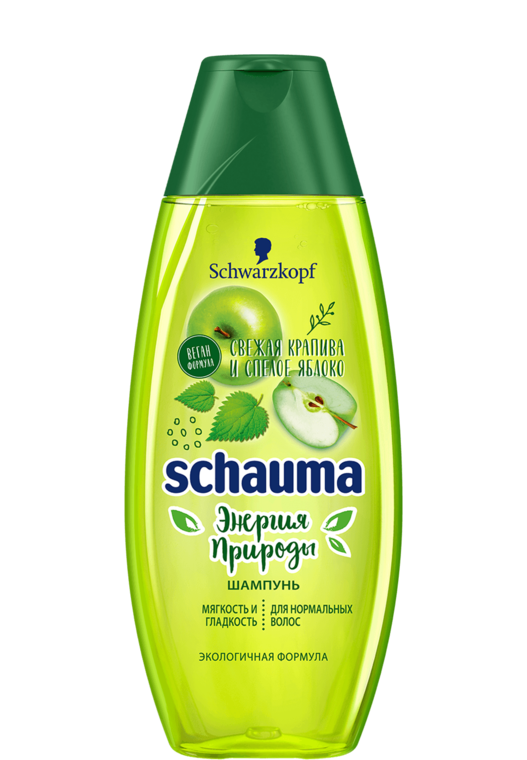 Schwarzkopf
ВЕГАН
ФОРМУЛА
СВЕЖАЯ КРАПИВА
И СПЕЛОЕ ЯБЛОКО
schauma
Энергия
Природы
ШАМПУНЬ
МЯГКОСТЬ И
ГЛАДКОСТЬ
ДЛЯ НОРМАЛЬНЫХ
ВОЛОС
ЭКОЛОГИЧНАЯ ФОРМУЛА